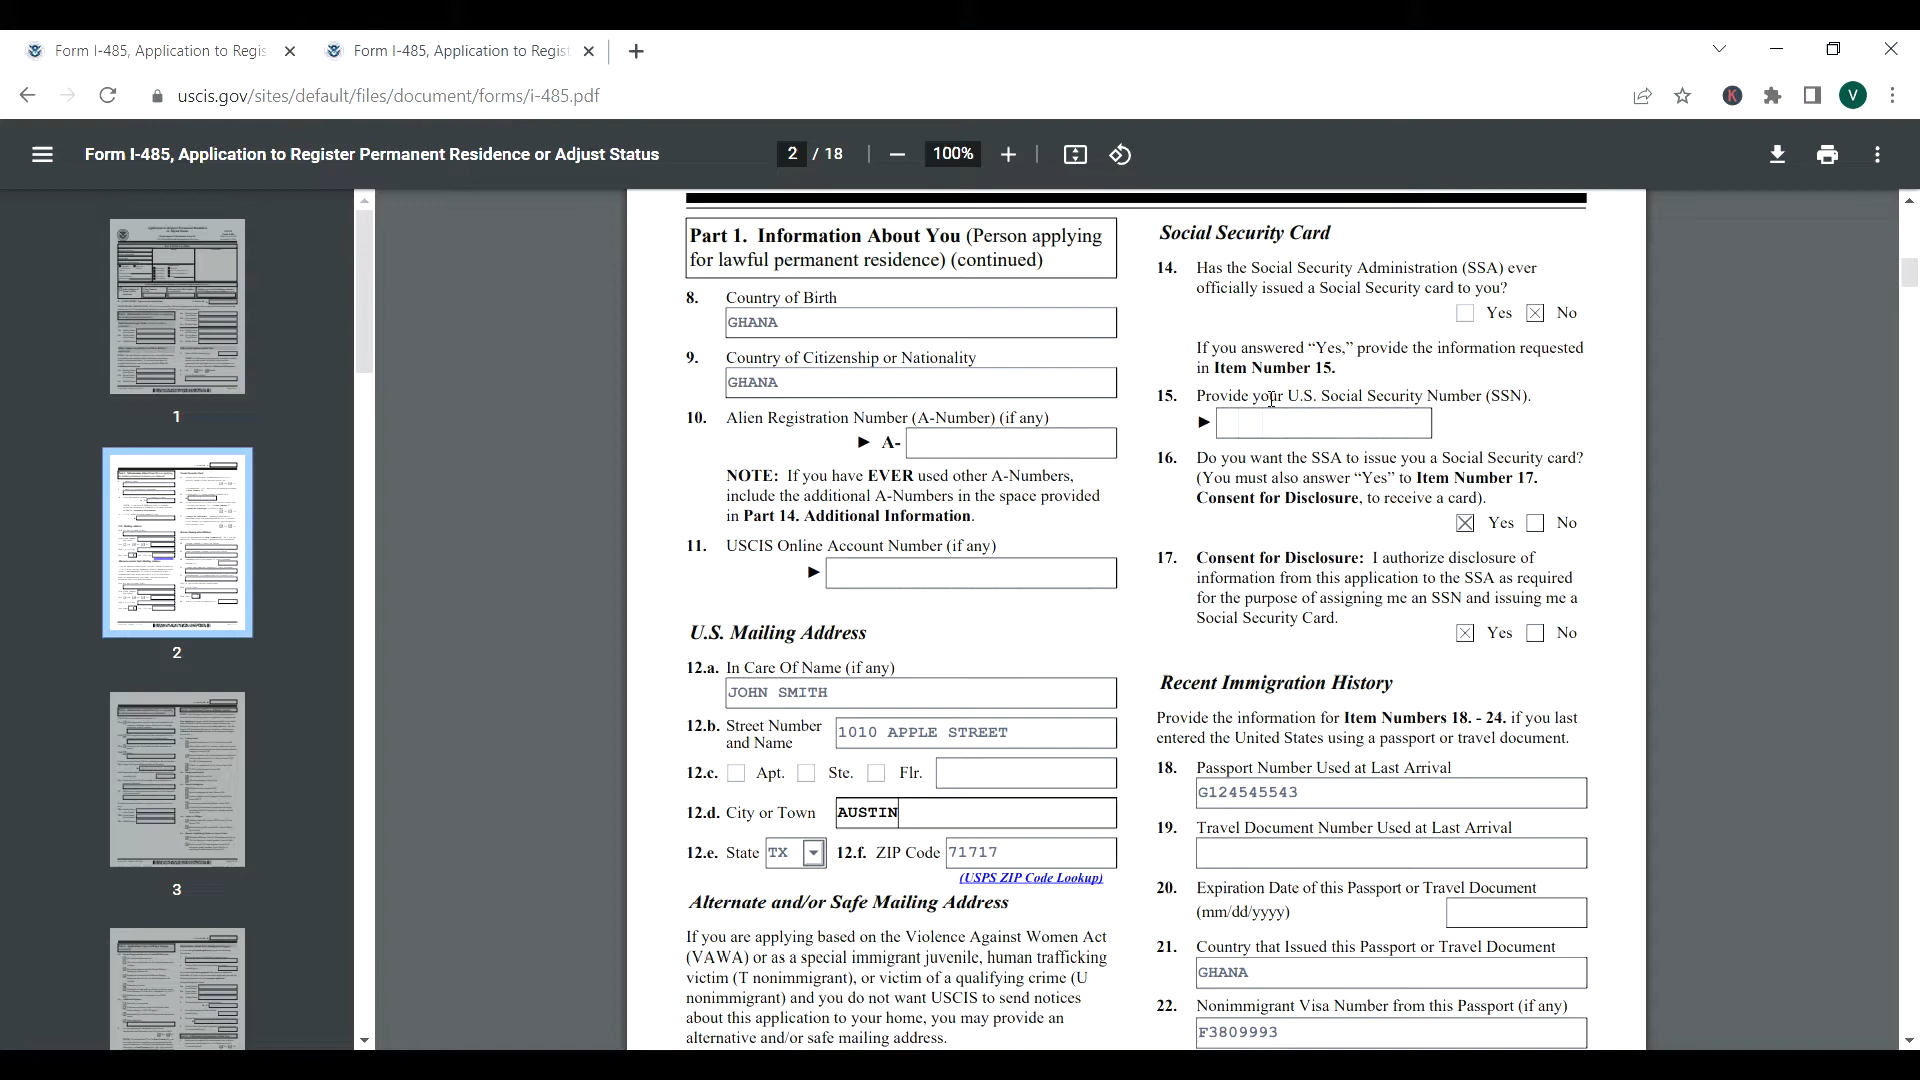 Form I-485, Application to Regis
Form I-485, Application to Regist
uscis.gov/sites/default/files/document/forms/i-485.pdf
K
V
Form I-485, Application to Register Permanent Residence or Adjust Status
2 / 18
100%
1
2
3
Part 1. Information About You (Person applying
for lawful permanent residence) (continued)
8. Country of Birth
GHANA
9. Country of Citizenship or Nationality
GHANA
10. Alien Registration Number (A-Number) (if any)
► A-
NOTE: If you have EVER used other A-Numbers,
include the additional A-Numbers in the space provided
in Part 14. Additional Information.
11. USCIS Online Account Number (if any)
►
U.S. Mailing Address
12.a. In Care Of Name (if any)
JOHN SMITH
12.b. Street Number
and Name
1010 APPLE STREET
12.c. Apt. Ste. Flr.
12.d. City or Town AUSTIN
12.e. State TX 12.f. ZIP Code 71717
(USPS ZIP Code Lookup)
Alternate and/or Safe Mailing Address
If you are applying based on the Violence Against Women Act
(VAWA) or as a special immigrant juvenile, human trafficking
victim (T nonimmigrant), or victim of a qualifying crime (U
nonimmigrant) and you do not want USCIS to send notices
about this application to your home, you may provide an
alternative and/or safe mailing address.
Social Security Card
14. Has the Social Security Administration (SSA) ever
officially issued a Social Security card to you?
Yes No
If you answered “Yes,” provide the information requested
in Item Number 15.
15. Provide your U.S. Social Security Number (SSN).
►
16. Do you want the SSA to issue you a Social Security card?
(You must also answer “Yes” to Item Number 17.
Consent for Disclosure, to receive a card).
Yes No
17. Consent for Disclosure: I authorize disclosure of
information from this application to the SSA as required
for the purpose of assigning me an SSN and issuing me a
Social Security Card.
Yes No
Recent Immigration History
Provide the information for Item Numbers 18. - 24. if you last
entered the United States using a passport or travel document.
18. Passport Number Used at Last Arrival
G124545543
19. Travel Document Number Used at Last Arrival
20. Expiration Date of this Passport or Travel Document
(mm/dd/yyyy)
21. Country that Issued this Passport or Travel Document
GHANA
22. Nonimmigrant Visa Number from this Passport (if any)
F3809993